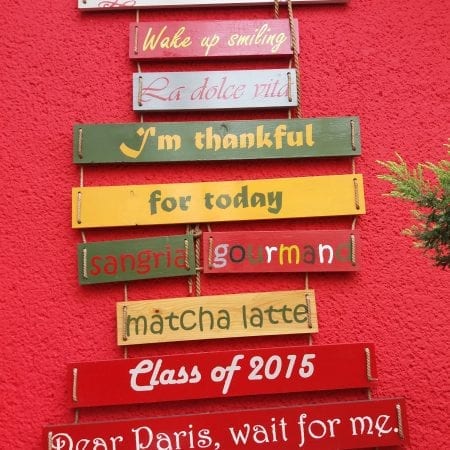 Wake up smiling
La dolce vita
I'm thankful
for today
sangria gourmand
matcha latte
Class of 2015
Dear Paris, wait for me.